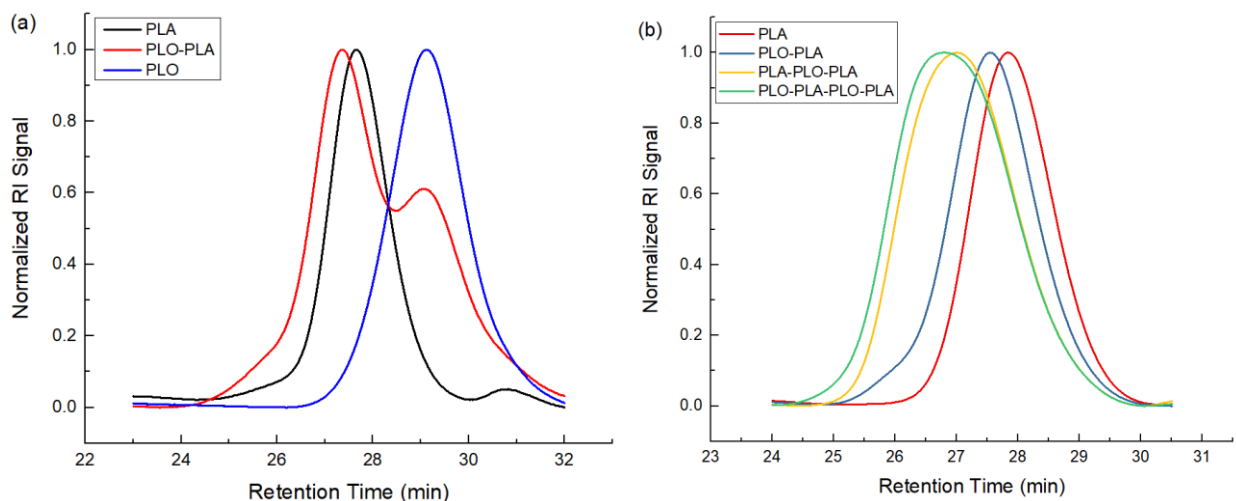 (a)
PLA
PLO-PLA
PLO
Normalized RI Signal
1.0
0.8
0.6
0.4
0.2
0.0
22 24 26 28 30 32
Retention Time (min)
(b)
PLA
PLO-PLA
PLA-PLO-PLA
PLO-PLA-PLO-PLA
Normalized RI Signal
1.0
0.8
0.6
0.4
0.2
0.0
23 24 25 26 27 28 29 30 31
Retention Time (min)